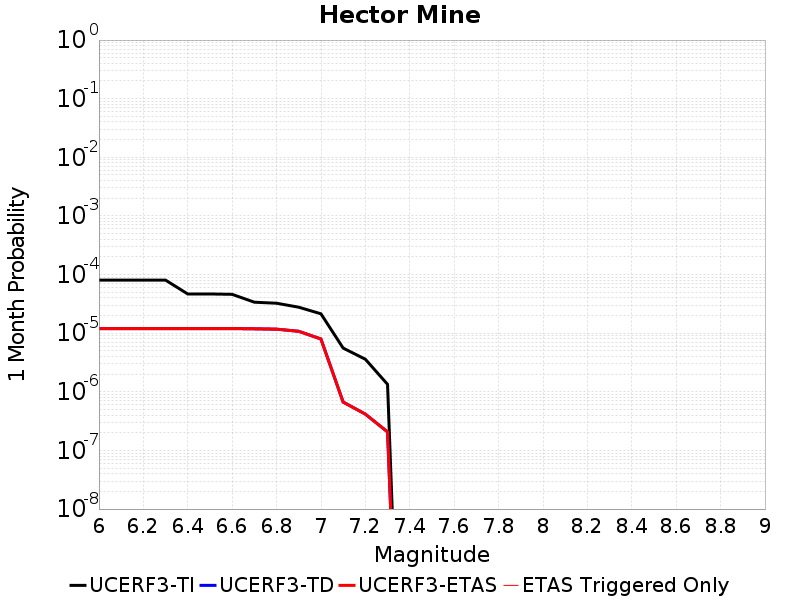 Hector Mine
10^0
10^-1
10^-2
10^-3
10^-4
10^-5
10^-6
10^-7
10^-8
1 Month Probability
6 6.2 6.4 6.6 6.8 7 7.2 7.4 7.6 7.8 8 8.2 8.4 8.6 8.8 9
Magnitude
UCERF3-TI UCERF3-TD UCERF3-ETAS ETAS Triggered Only